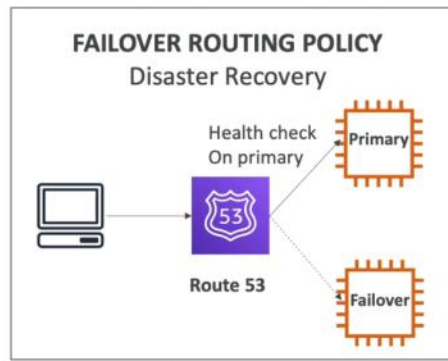 FAILOVER ROUTING POLICY
Disaster Recovery
Health check
On primary
Primary
53
Route 53
Failover